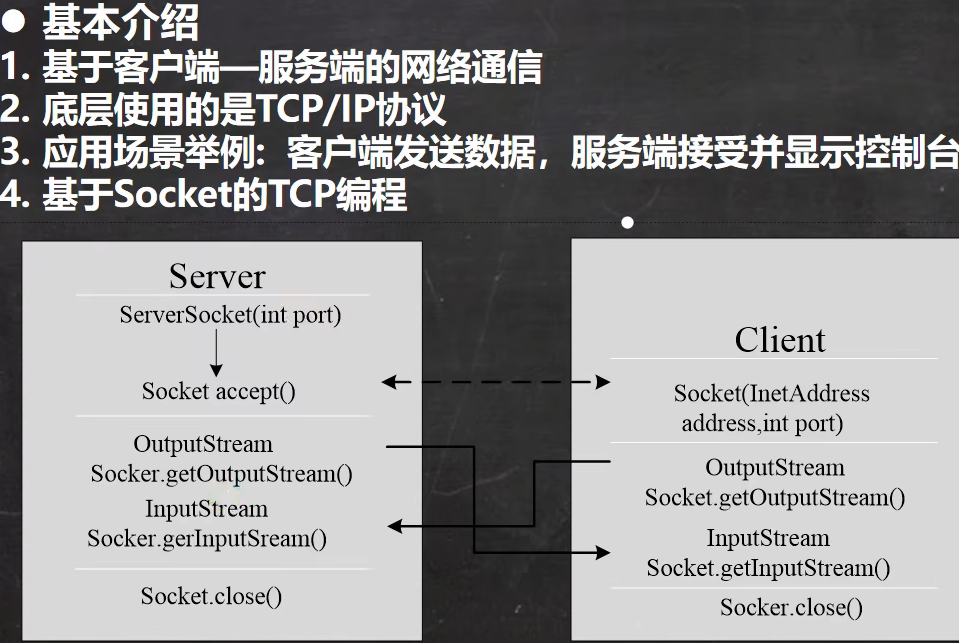 ● 基本介绍
1. 基于客户端—服务端的网络通信
2. 底层使用的是TCP/IP协议
3. 应用场景举例: 客户端发送数据，服务端接受并显示控制台
4. 基于Socket的TCP编程
Server
ServerSocket(int port)
Socket accept()
OutputStream
Socker.getOutputStream()
InputStream
Socker.gerInputSream()
Socket.close()
Client
Socket(InetAddress
address,int port)
OutputStream
Socket.getOutputStream()
InputStream
Socket.getInputStream()
Socker.close()